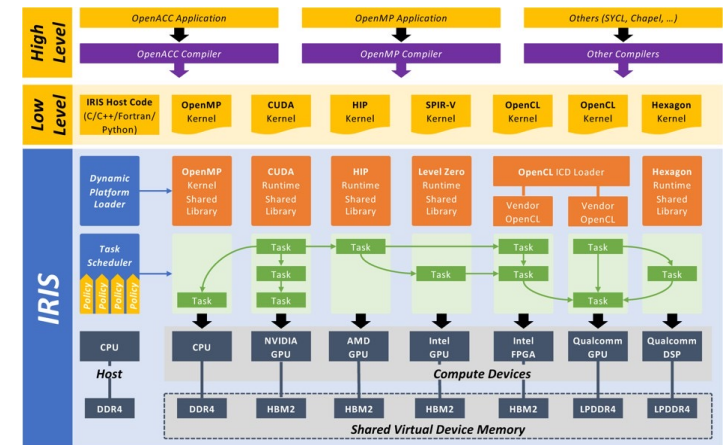 High
Level
OpenACC Application
OpenMP Application
Others (SYCL, Chapel, ...)
OpenACC Compiler
OpenMP Compiler
Other Compilers
Low
Level
IRIS Host Code
(C/C++/Fortran/
Python)
OpenMP
Kernel
CUDA
Kernel
HIP
Kernel
SPIR-V
Kernel
OpenCL
Kernel
OpenCL
Kernel
Hexagon
Kernel
IRIS
Dynamic
Platform
Loader
OpenMP
Kernel
Shared
Library
CUDA
Runtime
Shared
Library
HIP
Runtime
Shared
Library
Level Zero
Runtime
Shared
Library
OpenCL ICD Loader
Vendor
OpenCL
Vendor
OpenCL
Hexagon
Runtime
Shared
Library
Task
Scheduler
Policy
Policy
Policy
Policy
Task
Task
Task
Task
Task
Task
Task
Task
Task
Task
Task
Task
CPU
Host
DDR4
CPU
NVIDIA
GPU
AMD
GPU
Intel
GPU
Intel
FPGA
Qualcomm
GPU
Qualcomm
DSP
Compute Devices
DDR4
HBM2
HBM2
HBM2
HBM2
LPDDR4
LPDDR4
Shared Virtual Device Memory